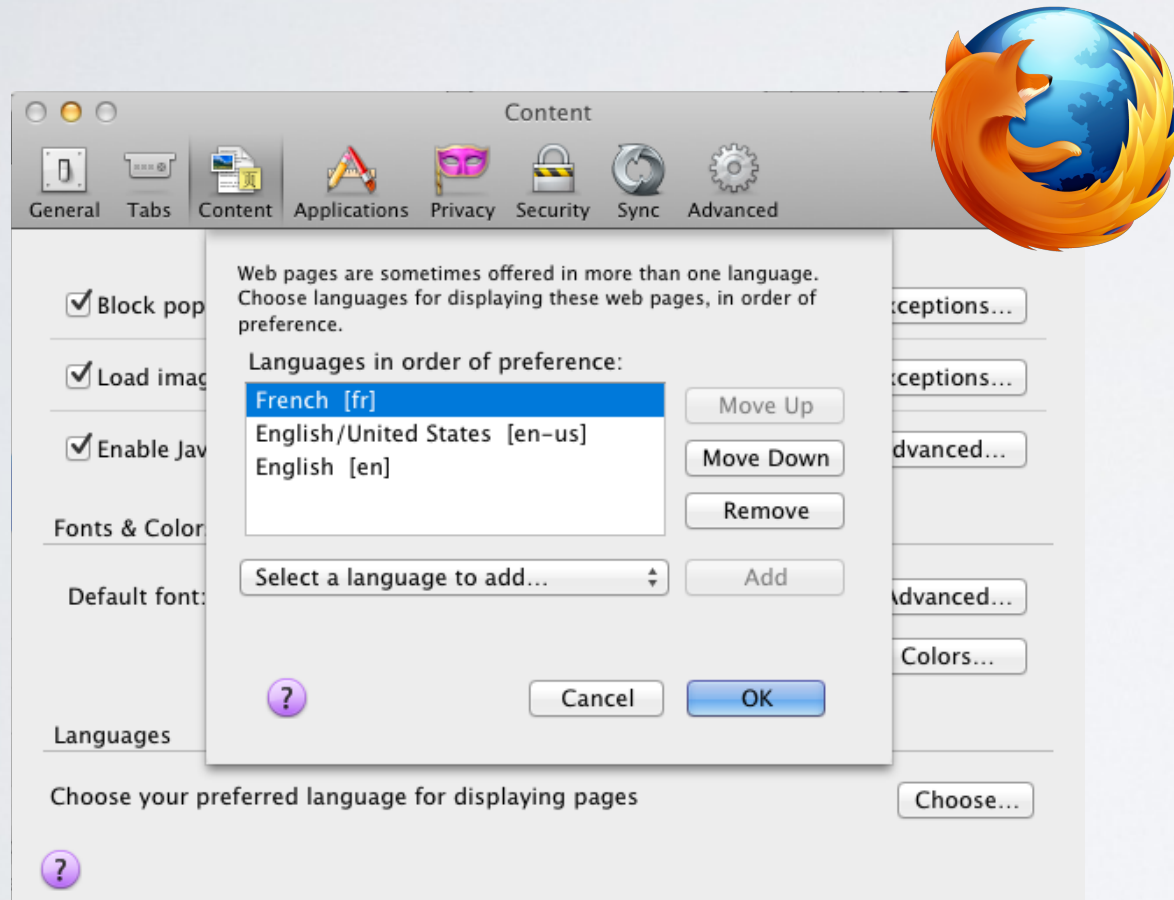 Content
General Tabs Content Applications Privacy Security Sync Advanced
Web pages are sometimes offered in more than one language.
Choose languages for displaying these web pages, in order of
preference.
Languages in order of preference:
French [fr]
English/United States [en-us]
English [en]
Move Up
Move Down
Remove
Select a language to add...
Add
?
Cancel
OK
Block pop
ceptions...
Load imag
ceptions...
Enable Jav
dvanced...
Fonts & Color
Default font:
Advanced...
Colors...
Languages
Choose your preferred language for displaying pages
Choose...
?